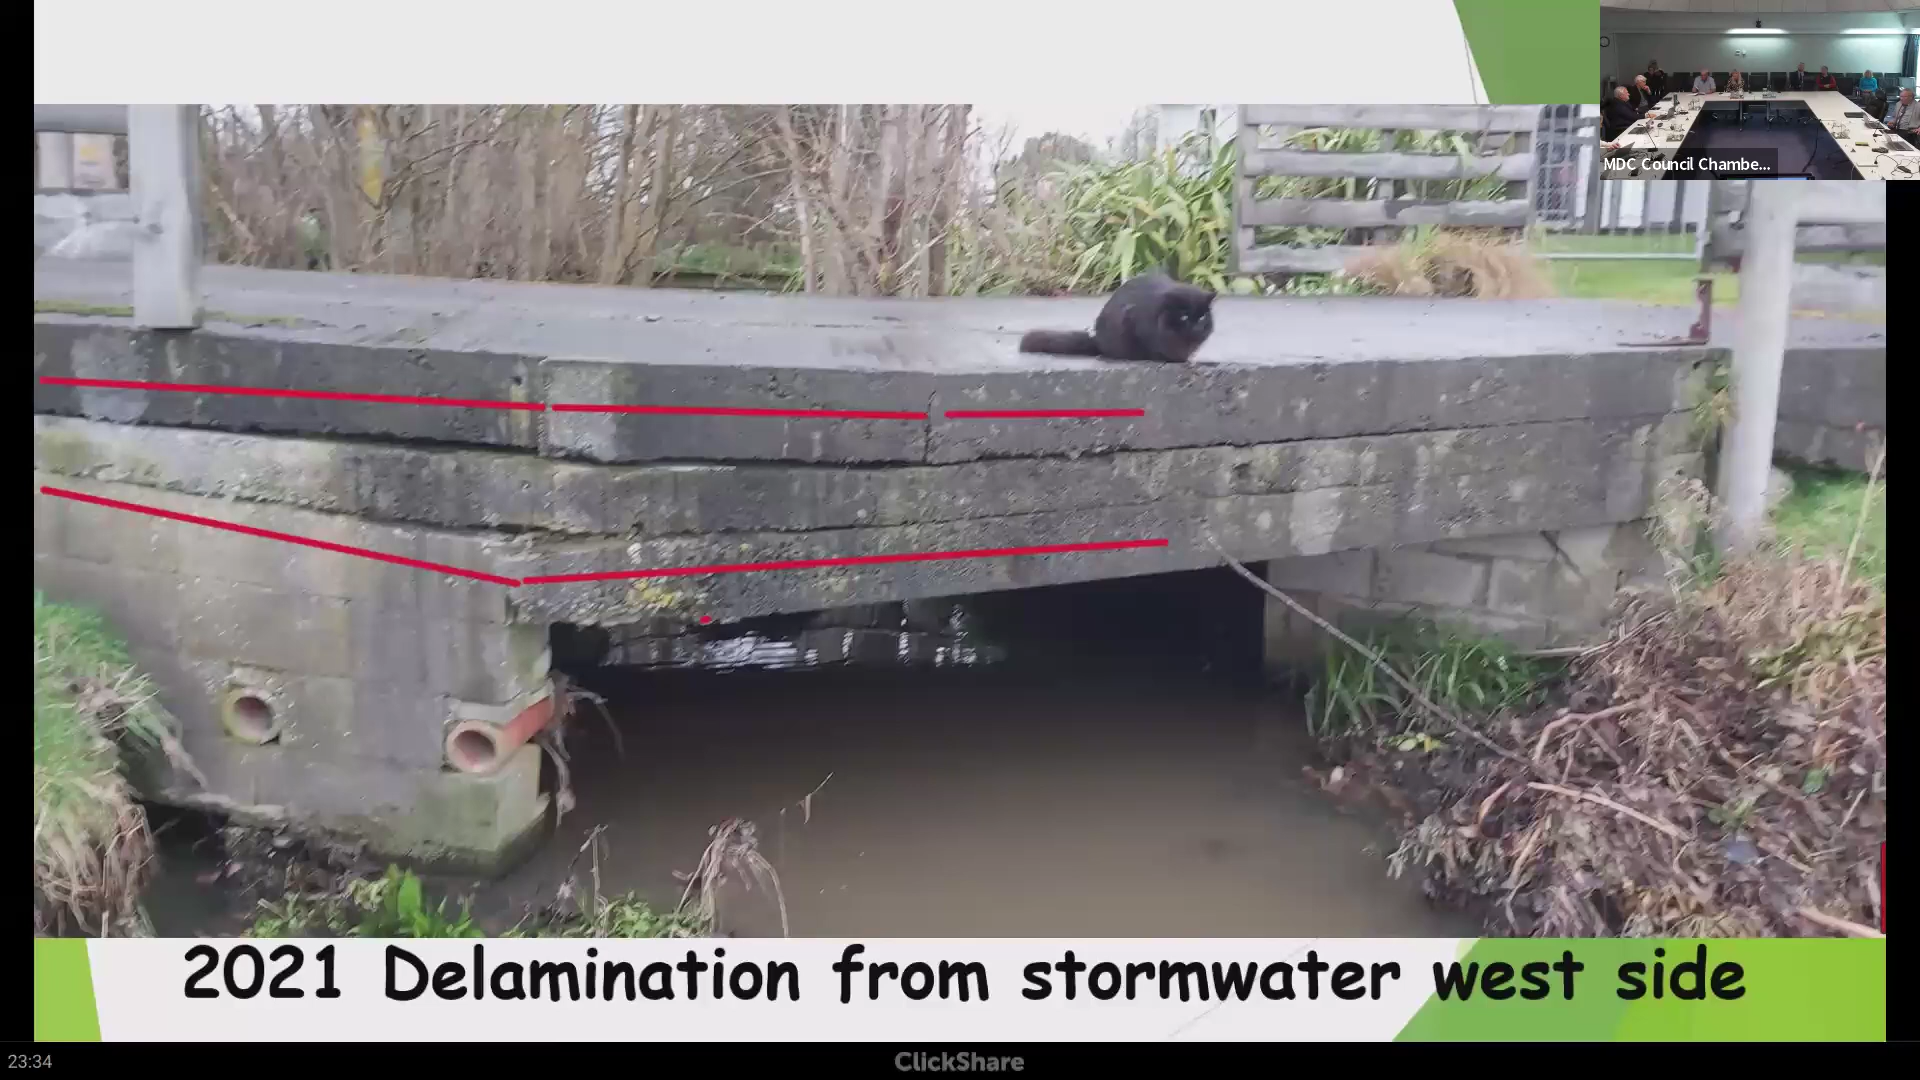 MDC Council Chambe...
2021 Delamination from stormwater west side
23:34
ClickShare